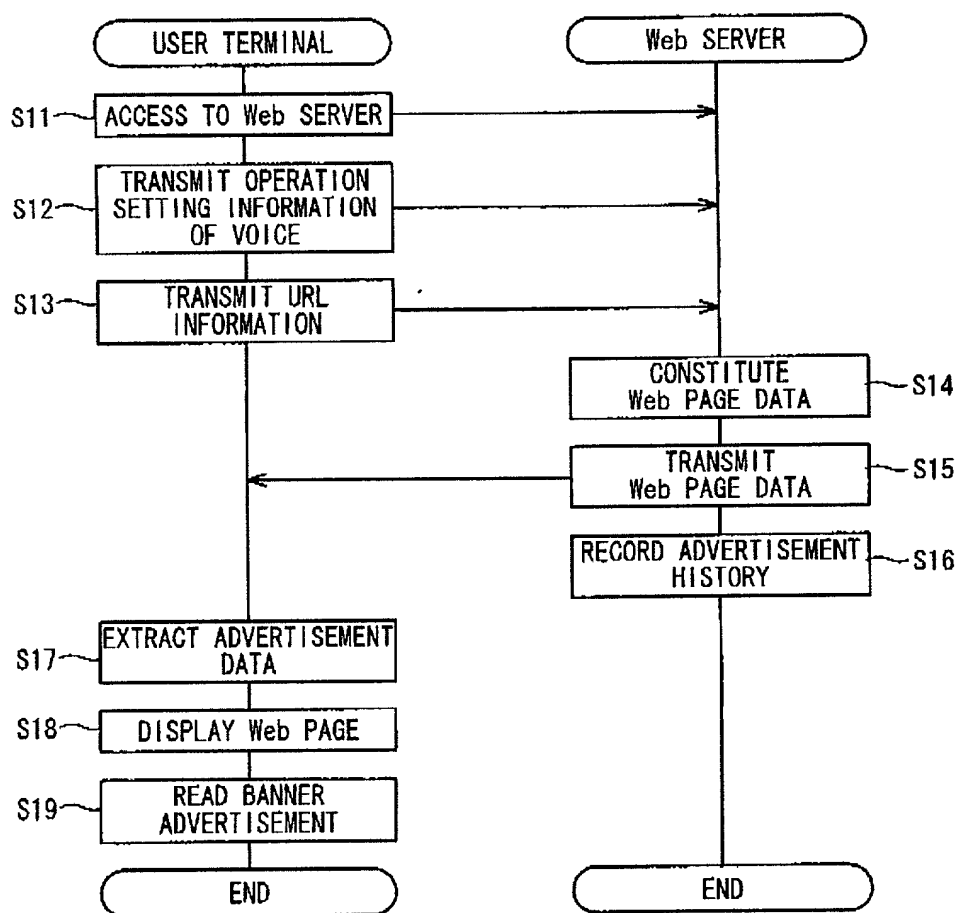 USER TERMINAL
Web SERVER
S11
ACCESS TO Web SERVER
S12
TRANSMIT OPERATION
SETTING INFORMATION
OF VOICE
S13
TRANSMIT URL
INFORMATION
CONSTITUTE
Web PAGE DATA
S14
TRANSMIT
Web PAGE DATA
S15
RECORD ADVERTISEMENT
HISTORY
S16
S17
EXTRACT ADVERTISEMENT
DATA
S18
DISPLAY Web PAGE
S19
READ BANNER
ADVERTISEMENT
END
END